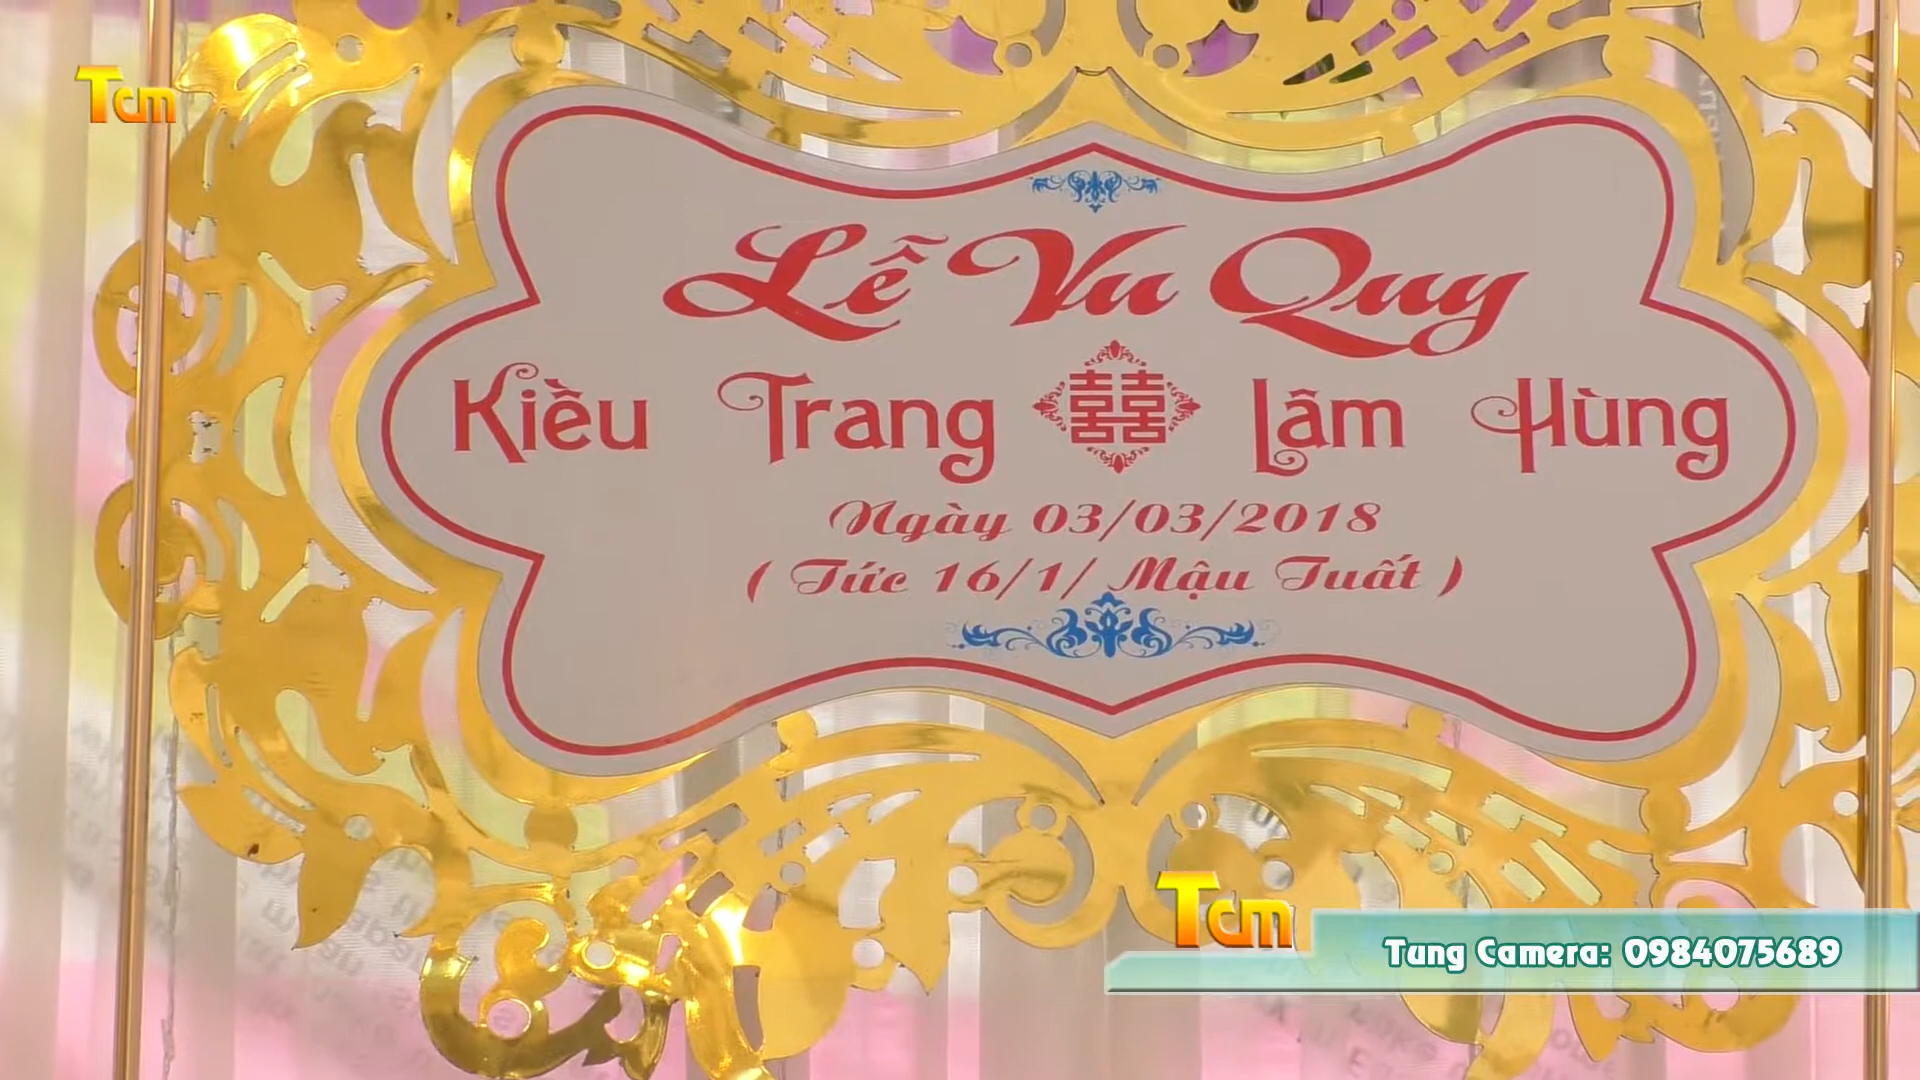 Tcm
Lễ Vu Quy
Kiều Trang 囍 Lâm Hùng
Ngày 03/03/2018
( Tức 16/1/ Mậu Tuất )
Tcm
Tung Camera: 0984075689